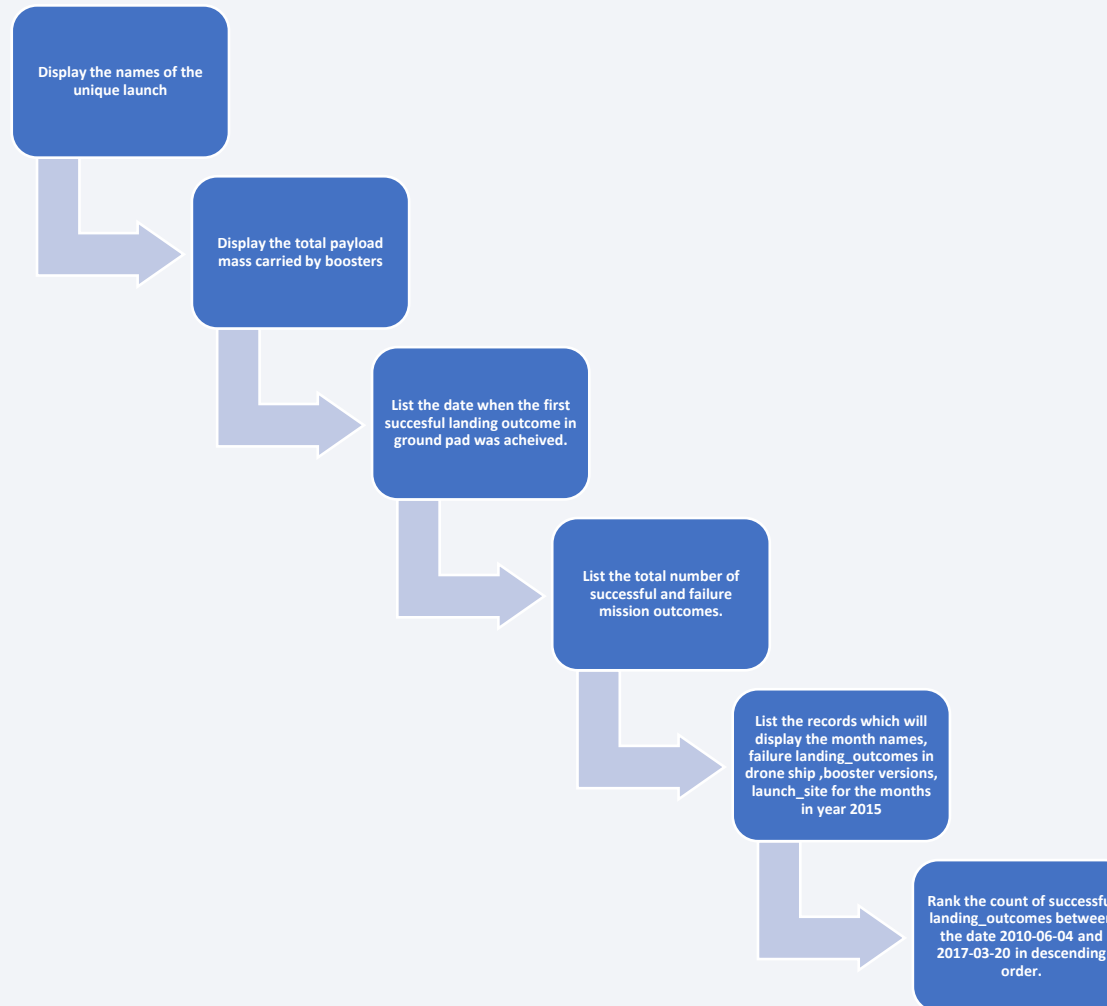 Display the names of the
unique launch
Display the total payload
mass carried by boosters
List the date when the first
succesful landing outcome in
ground pad was acheived.
List the total number of
successful and failure
mission outcomes.
List the records which will
display the month names,
failure landing_outcomes in
drone ship ,booster versions,
launch_site for the months
in year 2015
Rank the count of successful
landing_outcomes between
the date 2010-06-04 and
2017-03-20 in descending
order.